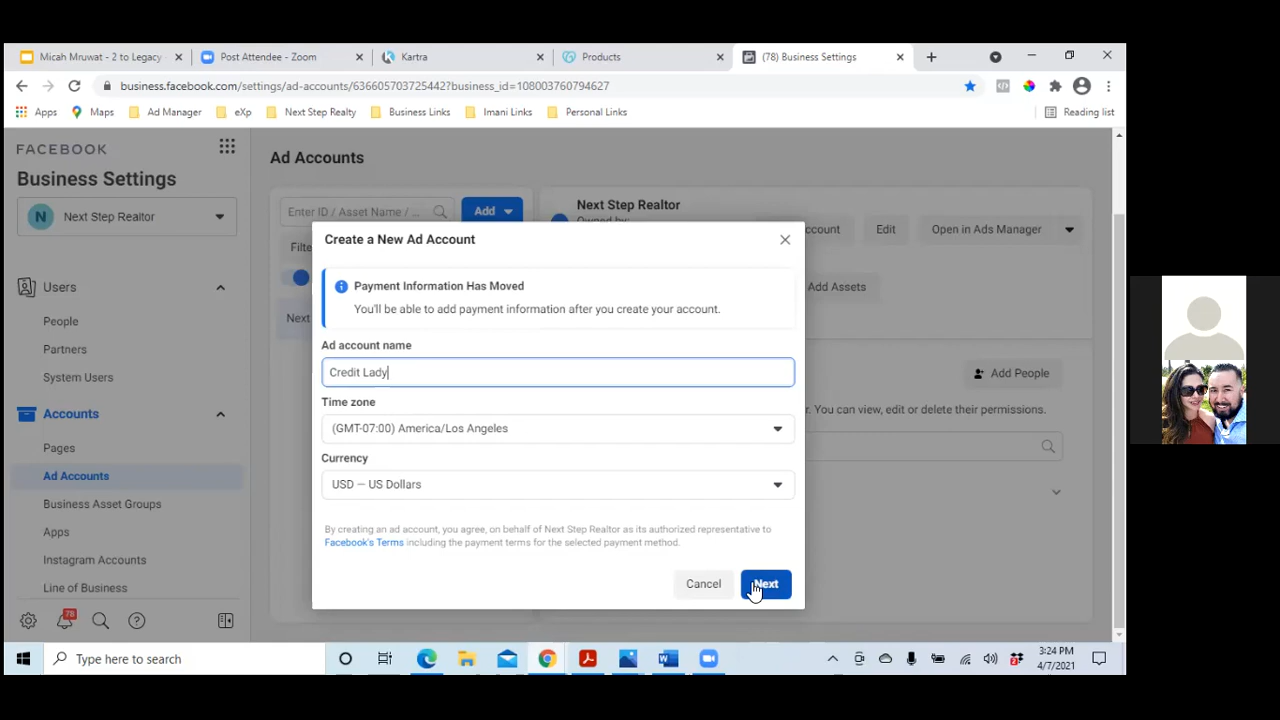 Micah Mruwat - 2 to Legacy
Post Attendee - Zoom
Kartra
Products
(78) Business Settings
business.facebook.com/settings/ad-accounts/636605703725442?business_id=108003760794627
Apps
Maps
Ad Manager
eXp
Next Step Realty
Business Links
Imani Links
Personal Links
Reading list
FACEBOOK
Business Settings
N
Next Step Realtor
Users
People
Partners
System Users
Accounts
Pages
Ad Accounts
Business Asset Groups
Apps
Instagram Accounts
Line of Business
78
Ad Accounts
Enter ID / Asset Name / ...
Add
Filte
Next
Next Step Realtor
Owned by:
ccount
Edit
Open in Ads Manager
Add Assets
Add People
. You can view, edit or delete their permissions.
Create a New Ad Account
Payment Information Has Moved
You'll be able to add payment information after you create your account.
Ad account name
Credit Lady
Time zone
(GMT-07:00) America/Los Angeles
Currency
USD — US Dollars
By creating an ad account, you agree, on behalf of Next Step Realtor as its authorized representative to
Facebook's Terms including the payment terms for the selected payment method.
Cancel
Next
Type here to search
3:24 PM
4/7/2021